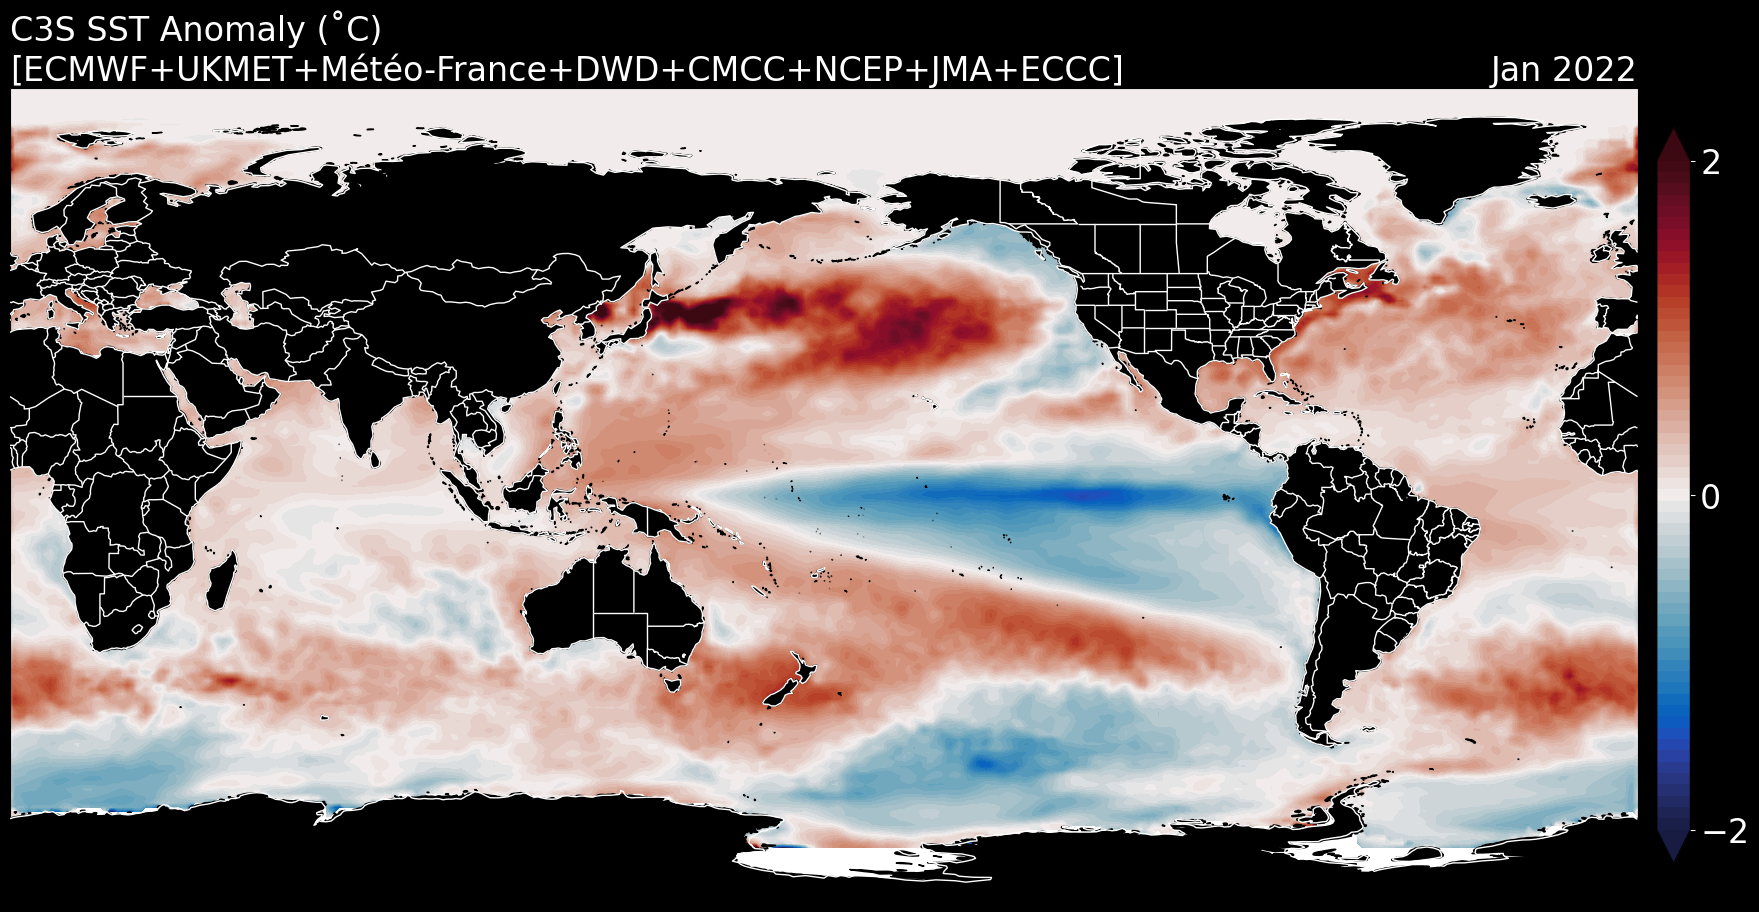 C3S SST Anomaly (˚C)
[ECMWF+UKMET+Météo-France+DWD+CMCC+NCEP+JMA+ECCC]
Jan 2022
2
0
−2